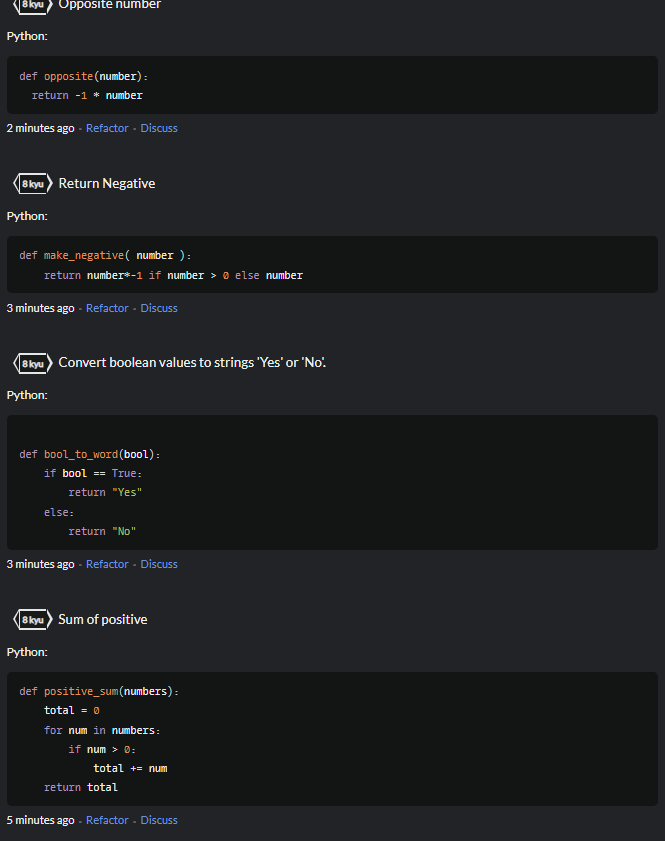 8 kyu Opposite number
Python:
def opposite(number):
  return -1 * number
2 minutes ago - Refactor - Discuss
8 kyu Return Negative
Python:
def make_negative( number ):
    return number*-1 if number > 0 else number
3 minutes ago - Refactor - Discuss
8 kyu Convert boolean values to strings 'Yes' or 'No'.
Python:
def bool_to_word(bool):
    if bool == True:
        return "Yes"
    else:
        return "No"
3 minutes ago - Refactor - Discuss
8 kyu Sum of positive
Python:
def positive_sum(numbers):
    total = 0
    for num in numbers:
        if num > 0:
            total += num
    return total
5 minutes ago - Refactor - Discuss